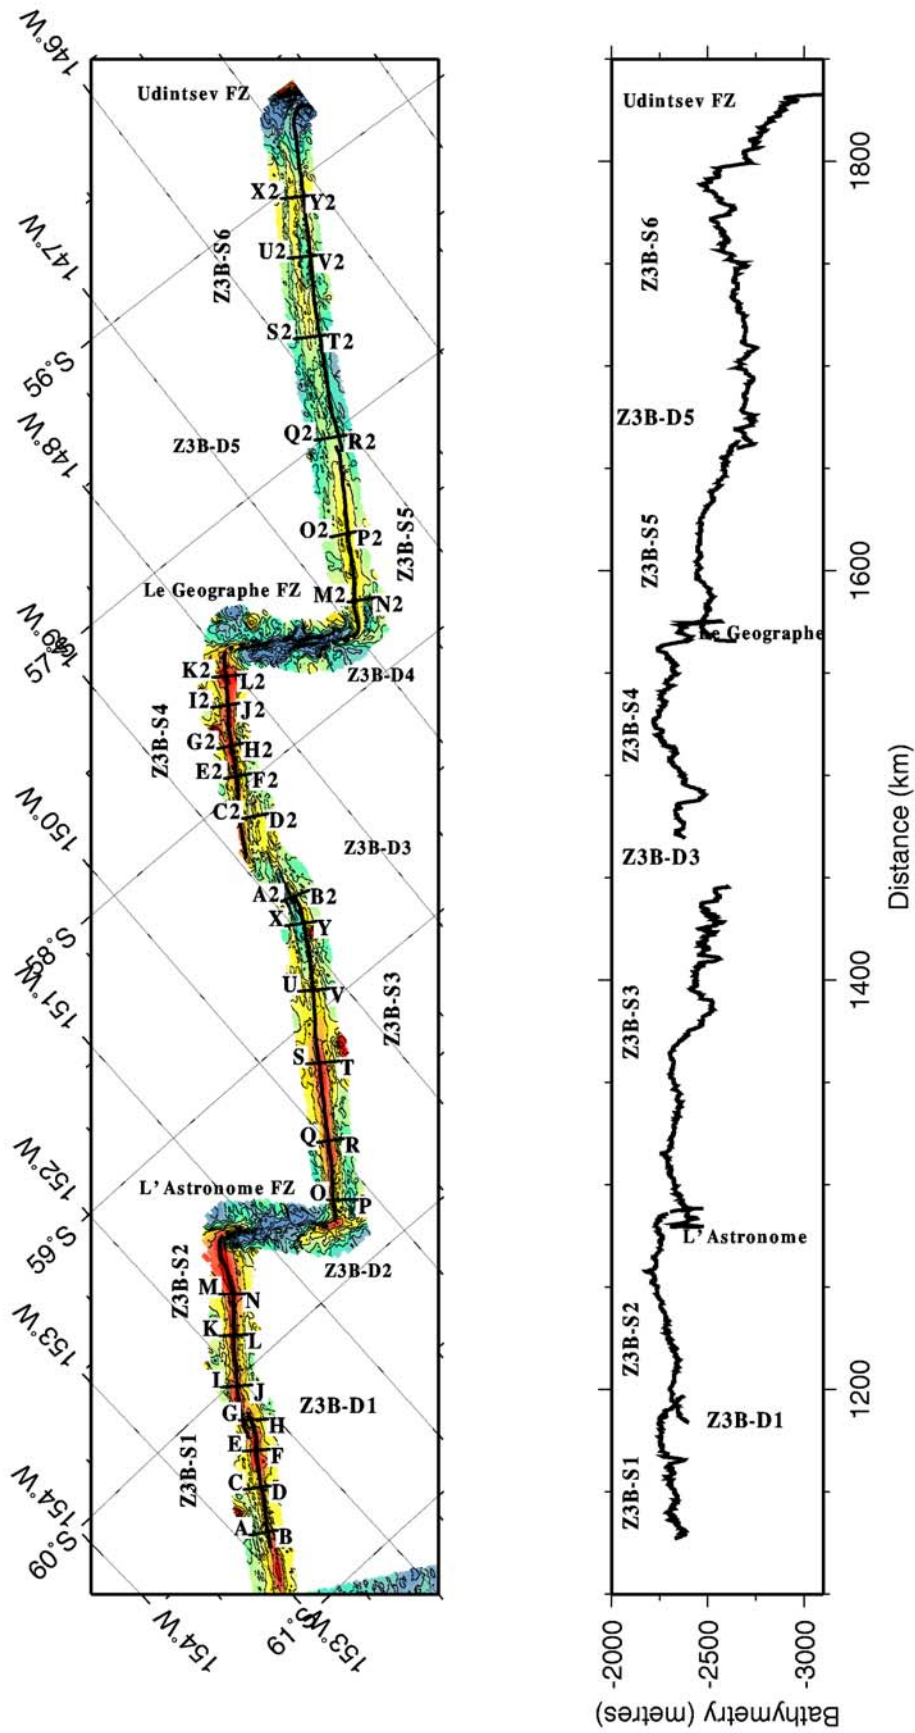 146°W
Udintsev FZ
X2
Y2
147°W
U2
V2
Z3B-S6
S2
T2
56°S
148°W
Q2
R2
Z3B-D5
O2
P2
Z3B-S5
Le Geographe FZ
M2
N2
149°W
57°S
K2
L2
Z3B-D4
I2
J2
Z3B-S4
G2
H2
E2
F2
150°W
C2
D2
Z3B-D3
A2
B2
X
Y
58°S
151°W
U
V
Z3B-S3
S
T
Q
R
152°W
L'Astronome FZ
O
P
59°S
Z3B-S2
Z3B-D2
M
N
153°W
K
L
J
G
H
Z3B-D1
E
F
Z3B-S1
C
D
154°W
A
B
60°S
154°W
61°S
153°W
Udintsev FZ
1800
Z3B-S6
Z3B-D5
Z3B-S5
1600
Le Geographe
Z3B-S4
Z3B-D3
Distance (km)
1400
Z3B-S3
L'Astronome
Z3B-S2
1200
Z3B-D1
Z3B-S1
-2000
-2500
-3000
Bathymetry (metres)